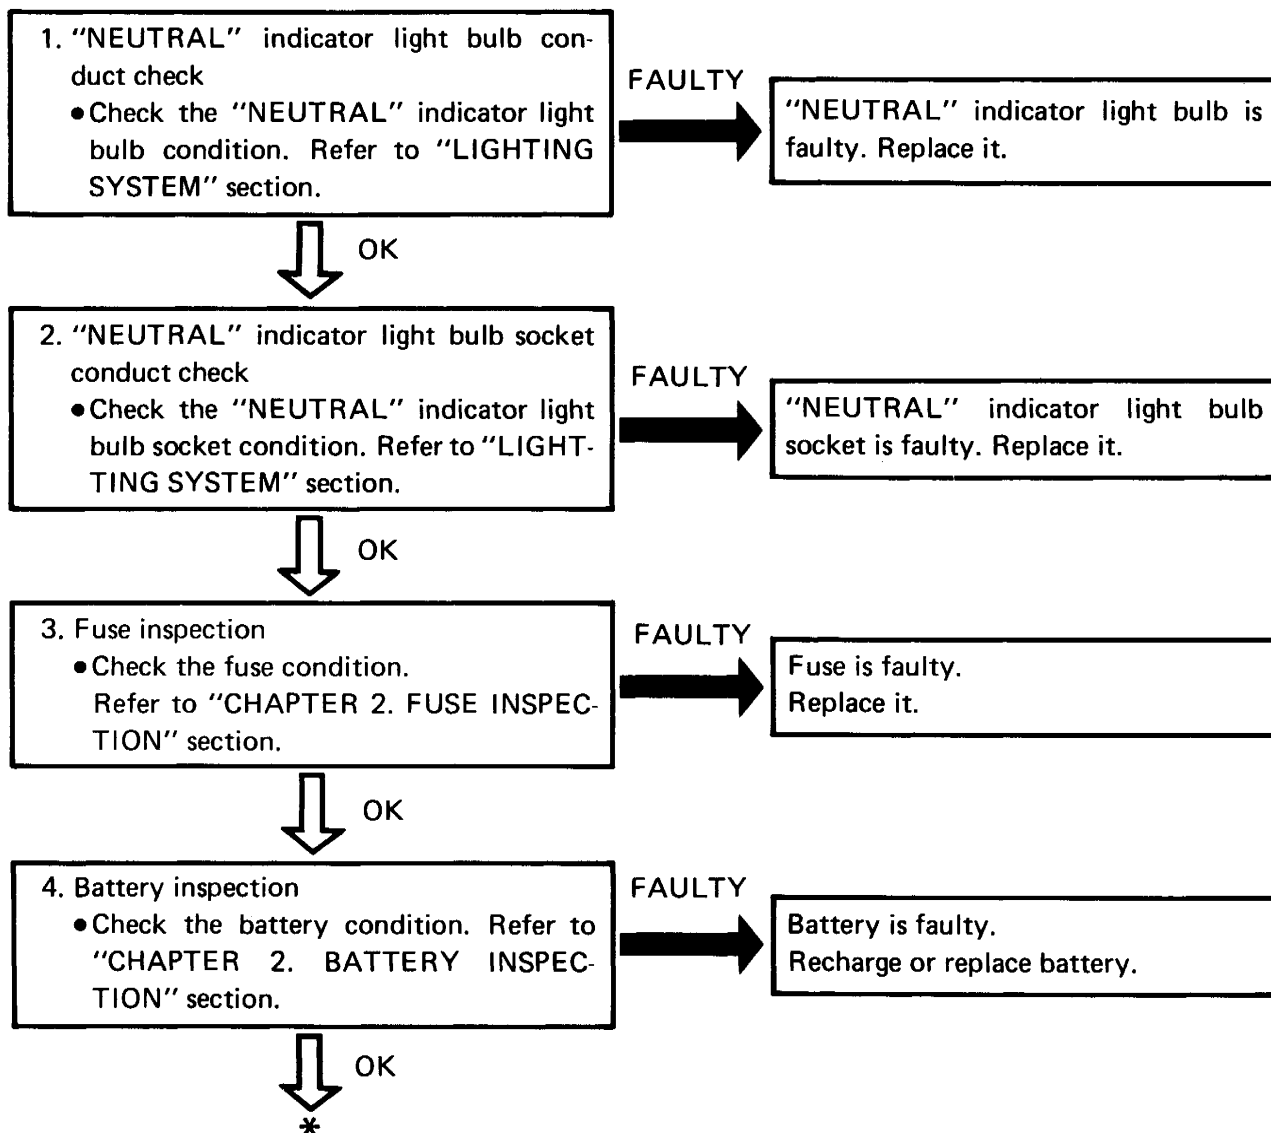 1. “NEUTRAL” indicator light bulb con-
duct check
●Check the “NEUTRAL” indicator light
bulb condition. Refer to “LIGHTING
SYSTEM” section.
FAULTY
“NEUTRAL” indicator light bulb is
faulty. Replace it.
OK
2. “NEUTRAL” indicator light bulb socket
conduct check
●Check the “NEUTRAL” indicator light
bulb socket condition. Refer to “LIGHT-
TING SYSTEM” section.
FAULTY
“NEUTRAL” indicator light bulb
socket is faulty. Replace it.
OK
3. Fuse inspection
●Check the fuse condition.
Refer to “CHAPTER 2. FUSE INSPEC-
TION” section.
FAULTY
Fuse is faulty.
Replace it.
OK
4. Battery inspection
●Check the battery condition. Refer to
“CHAPTER 2. BATTERY INSPEC-
TION” section.
FAULTY
Battery is faulty.
Recharge or replace battery.
OK
*